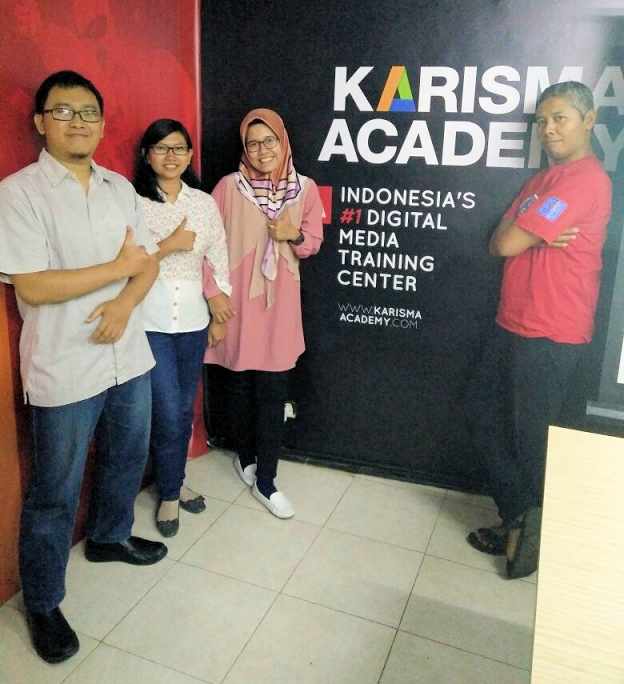 KARISMA
ACADEMY
INDONESIA'S
#1 DIGITAL
MEDIA
TRAINING
CENTER
WWW.KARISMA
ACADEMY.COM